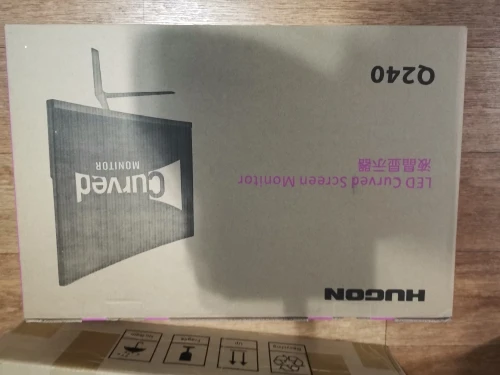 HUGON
LED Curved Screen Monitor
液晶显示器
Q240
Curved
MONITOR